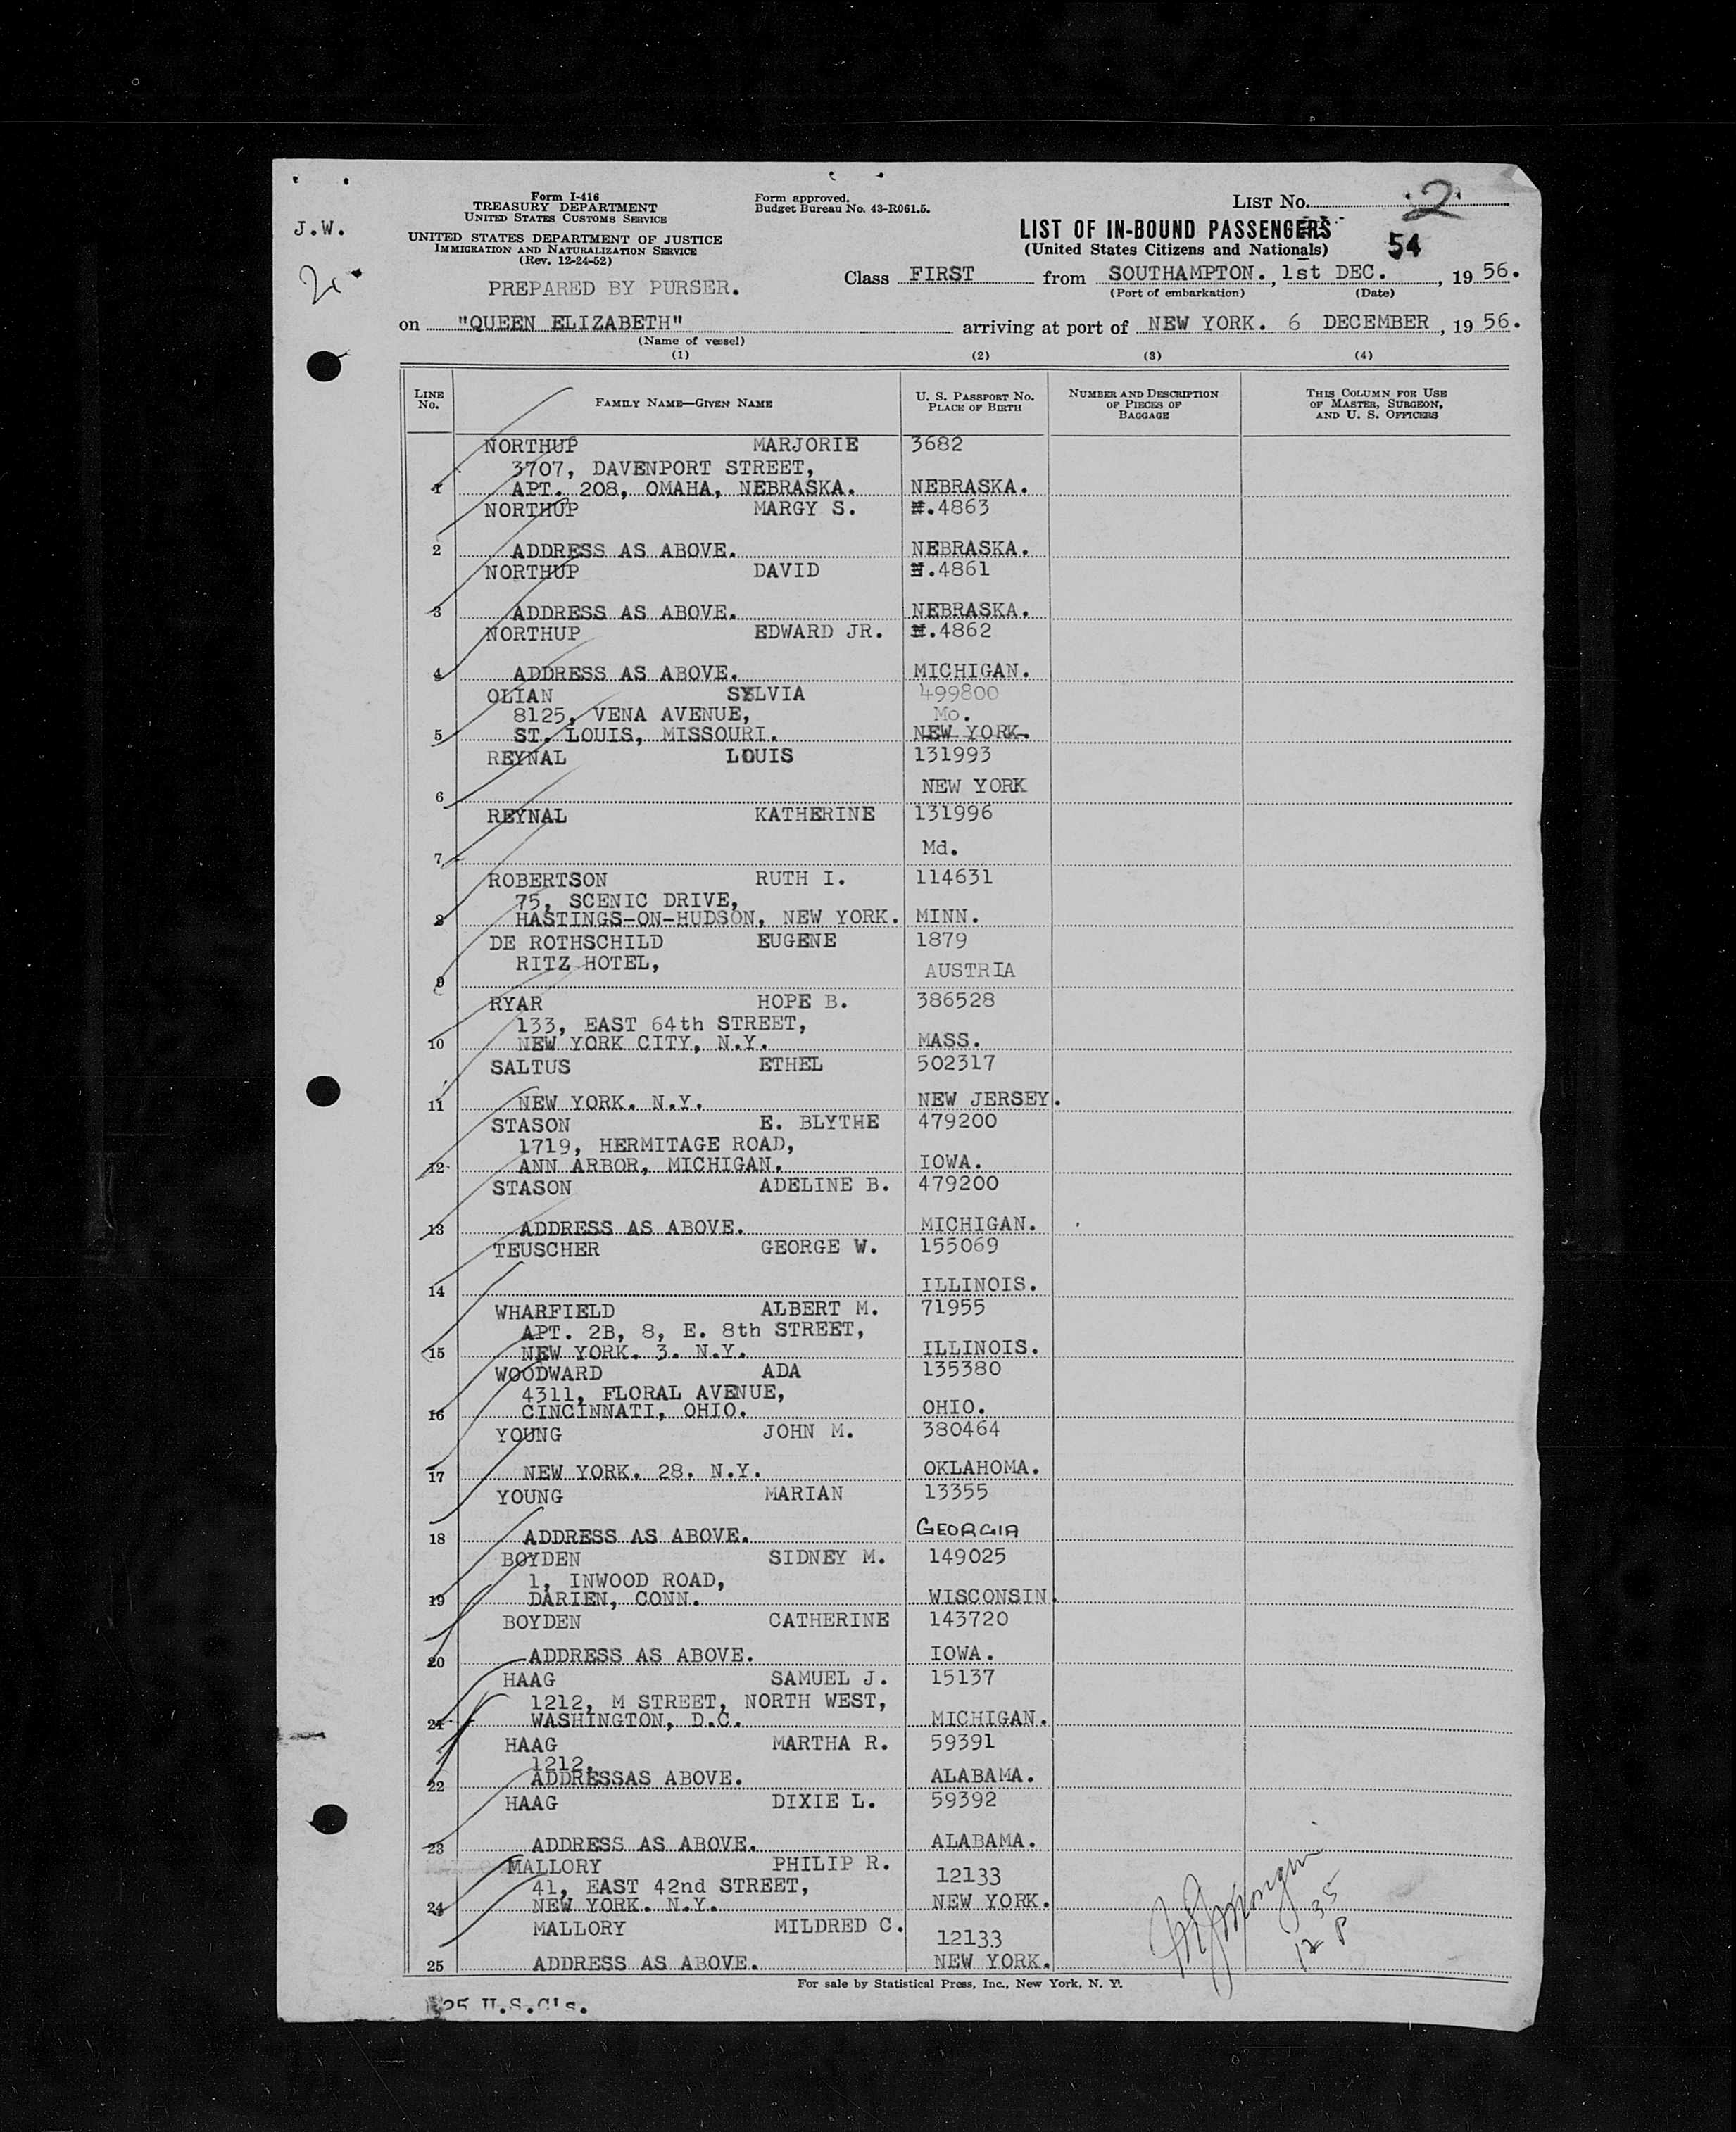 J.W.
Form I-416
TREASURY DEPARTMENT
UNITED STATES CUSTOMS SERVICE
UNITED STATES DEPARTMENT OF JUSTICE
IMMIGRATION AND NATURALIZATION SERVICE
(Rev. 12-24-52)
PREPARED BY PURSER.
Form approved.
Budget Bureau No. 43-R061.5.
LIST No. 2
LIST OF IN-BOUND PASSENGERS
(United States Citizens and Nationals)
54
Class FIRST from SOUTHAMPTON., 1st DEC., 1956.
(Port of embarkation) (Date)
on "QUEEN ELIZABETH" arriving at port of NEW YORK. 6 DECEMBER, 1956.
(Name of vessel)
(1) (2) (3) (4)
LINE No. FAMILY NAME—GIVEN NAME U. S. PASSPORT No. PLACE OF BIRTH NUMBER AND DESCRIPTION OF PIECES OF BAGGAGE THIS COLUMN FOR USE OF MASTER, SURGEON, AND U. S. OFFICERS
NORTHUP MARJORIE 3682
3707, DAVENPORT STREET,
1 APT. 208, OMAHA, NEBRASKA. NEBRASKA.
NORTHUP MARGY S. .4863
2 ADDRESS AS ABOVE. NEBRASKA.
NORTHUP DAVID .4861
3 ADDRESS AS ABOVE. NEBRASKA.
NORTHUP EDWARD JR. .4862
4 ADDRESS AS ABOVE. MICHIGAN.
OLIAN SYLVIA 499800
8125, VENA AVENUE, Mo.
5 ST. LOUIS, MISSOURI. NEW YORK.
REYNAL LOUIS 131993
6 NEW YORK
REYNAL KATHERINE 131996
7 Md.
ROBERTSON RUTH I. 114631
75, SCENIC DRIVE,
8 HASTINGS-ON-HUDSON, NEW YORK. MINN.
DE ROTHSCHILD EUGENE 1879
RITZ HOTEL, AUSTRIA
9
RYAR HOPE B. 386528
133, EAST 64th STREET,
10 NEW YORK CITY, N.Y. MASS.
SALTUS ETHEL 502317
11 NEW YORK. N.Y. NEW JERSEY.
STASON E. BLYTHE 479200
1719, HERMITAGE ROAD,
12 ANN ARBOR, MICHIGAN. IOWA.
STASON ADELINE B. 479200
13 ADDRESS AS ABOVE. MICHIGAN.
TEUSCHER GEORGE W. 155069
14 ILLINOIS.
WHARFIELD ALBERT M. 71955
APT. 2B, 8, E. 8th STREET,
15 NEW YORK. 3. N.Y. ILLINOIS.
WOODWARD ADA 135380
4311, FLORAL AVENUE,
16 CINCINNATI, OHIO. OHIO.
YOUNG JOHN M. 380464
17 NEW YORK. 28. N.Y. OKLAHOMA.
YOUNG MARIAN 13355
18 ADDRESS AS ABOVE. GEORGIA
BOYDEN SIDNEY M. 149025
1, INWOOD ROAD,
19 DARIEN, CONN. WISCONSIN.
BOYDEN CATHERINE 143720
20 ADDRESS AS ABOVE. IOWA.
HAAG SAMUEL J. 15137
1212, M STREET, NORTH WEST,
21 WASHINGTON, D.C. MICHIGAN.
HAAG MARTHA R. 59391
1212,
22 ADDRESSAS ABOVE. ALABAMA.
HAAG DIXIE L. 59392
23 ADDRESS AS ABOVE. ALABAMA.
MALLORY PHILIP R. 12133
41, EAST 42nd STREET,
24 NEW YORK. N.Y. NEW YORK.
MALLORY MILDRED C. 12133
25 ADDRESS AS ABOVE. NEW YORK.
35
12 P
For sale by Statistical Press, Inc., New York, N. Y.
25 U.S.C's.